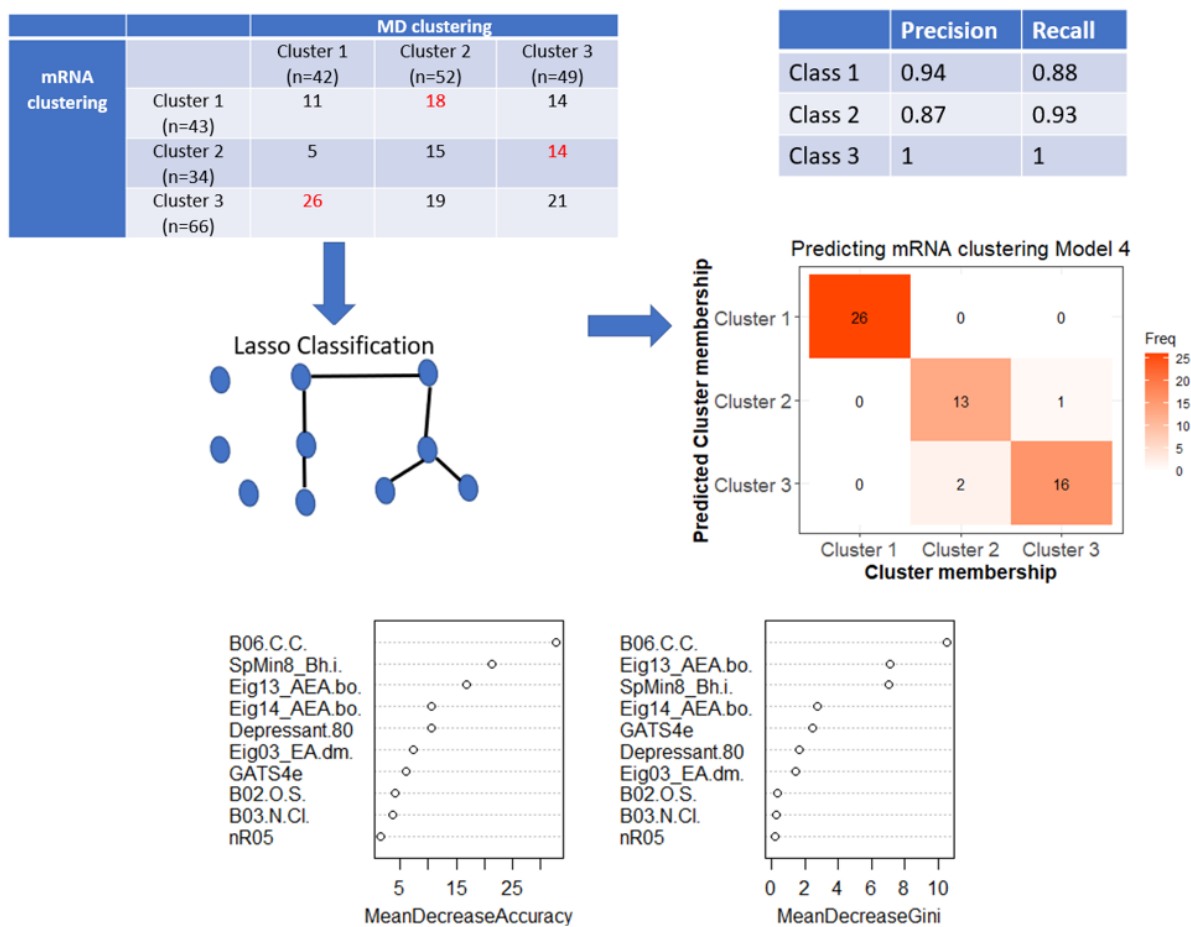 MD clustering
mRNA clustering
Cluster 1 (n=42) Cluster 2 (n=52) Cluster 3 (n=49)
Cluster 1 (n=43) 11 18 14
Cluster 2 (n=34) 5 15 14
Cluster 3 (n=66) 26 19 21
Precision Recall
Class 1 0.94 0.88
Class 2 0.87 0.93
Class 3 1 1
Lasso Classification
Predicting mRNA clustering Model 4
Predicted Cluster membership
Cluster 1 26 0 0
Cluster 2 0 13 1
Cluster 3 0 2 16
Cluster 1 Cluster 2 Cluster 3
Cluster membership
Freq
25
20
15
10
5
0
B06.C.C.
SpMin8_Bh.i.
Eig13_AEA.bo.
Eig14_AEA.bo.
Depressant.80
Eig03_EA.dm.
GATS4e
B02.O.S.
B03.N.Cl.
nR05
5 15 25
MeanDecreaseAccuracy
B06.C.C.
Eig13_AEA.bo.
SpMin8_Bh.i.
Eig14_AEA.bo.
GATS4e
Depressant.80
Eig03_EA.dm.
B02.O.S.
B03.N.Cl.
nR05
0 2 4 6 8 10
MeanDecreaseGini